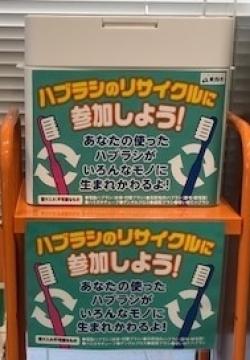 ハブラシのリサイクルに
参加しよう!
あなたの使った
ハブラシが
いろんなモノに
生まれかわるよ!
ハブラシのリサイクルに
参加しよう!
あなたの使った
ハブラシが
いろんなモノに
生まれかわるよ!